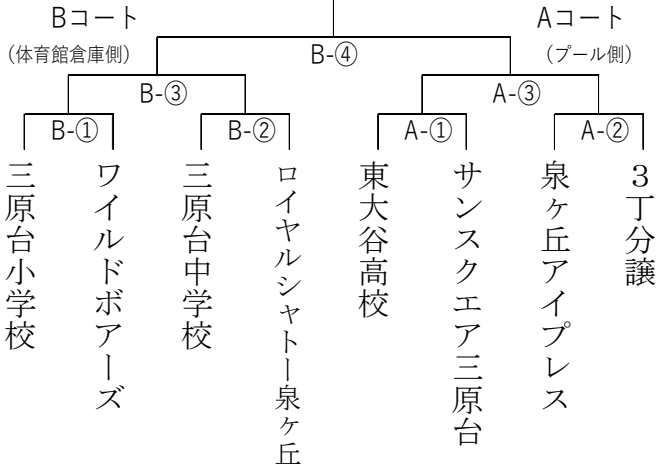 Bコート
Aコート
(体育館倉庫側)
B-④
(プール側)
B-③
A-③
B-①
B-②
A-①
A-②
三原台小学校
ワイルドボアーズ
三原台中学校
ロイヤルシャトー泉ヶ丘
東大谷高校
サンスクエア三原台
泉ヶ丘アイプレス
３丁分譲